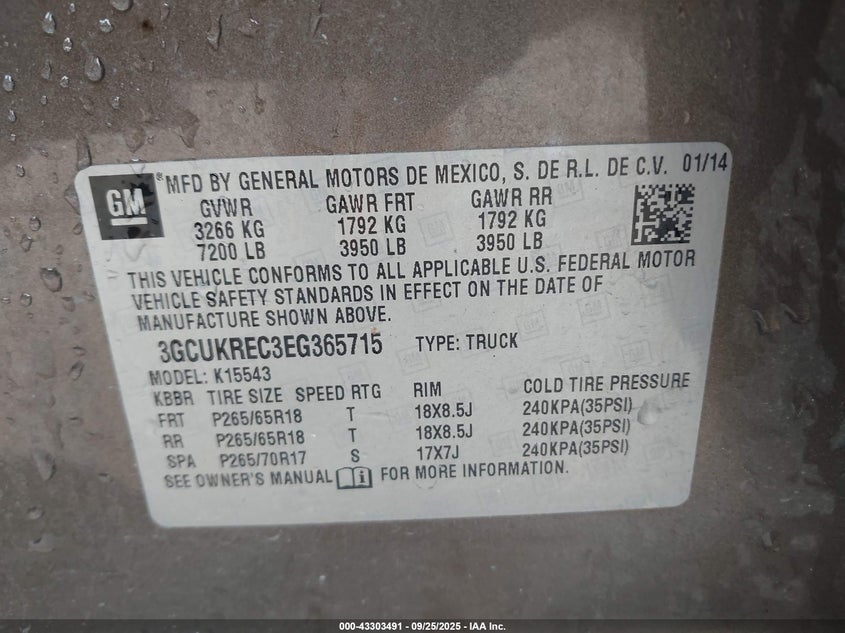 GM ® MFD BY GENERAL MOTORS DE MEXICO, S. DE R.L. DE C.V. 01/14
GVWR GAWR FRT GAWR RR
3266 KG 1792 KG 1792 KG
7200 LB 3950 LB 3950 LB
THIS VEHICLE CONFORMS TO ALL APPLICABLE U.S. FEDERAL MOTOR
VEHICLE SAFETY STANDARDS IN EFFECT ON THE DATE OF
MANUFACTURE SHOWN ABOVE.
3GCUKREC3EG365715 TYPE: TRUCK
MODEL: K15543
KBBR TIRE SIZE SPEED RTG RIM COLD TIRE PRESSURE
FRT P265/65R18 T 18X8.5J 240KPA(35PSI)
RR P265/65R18 T 18X8.5J 240KPA(35PSI)
SPA P265/70R17 S 17X7J 240KPA(35PSI)
SEE OWNER'S MANUAL FOR MORE INFORMATION.
000-43303491 - 09/25/2025 - IAA Inc.